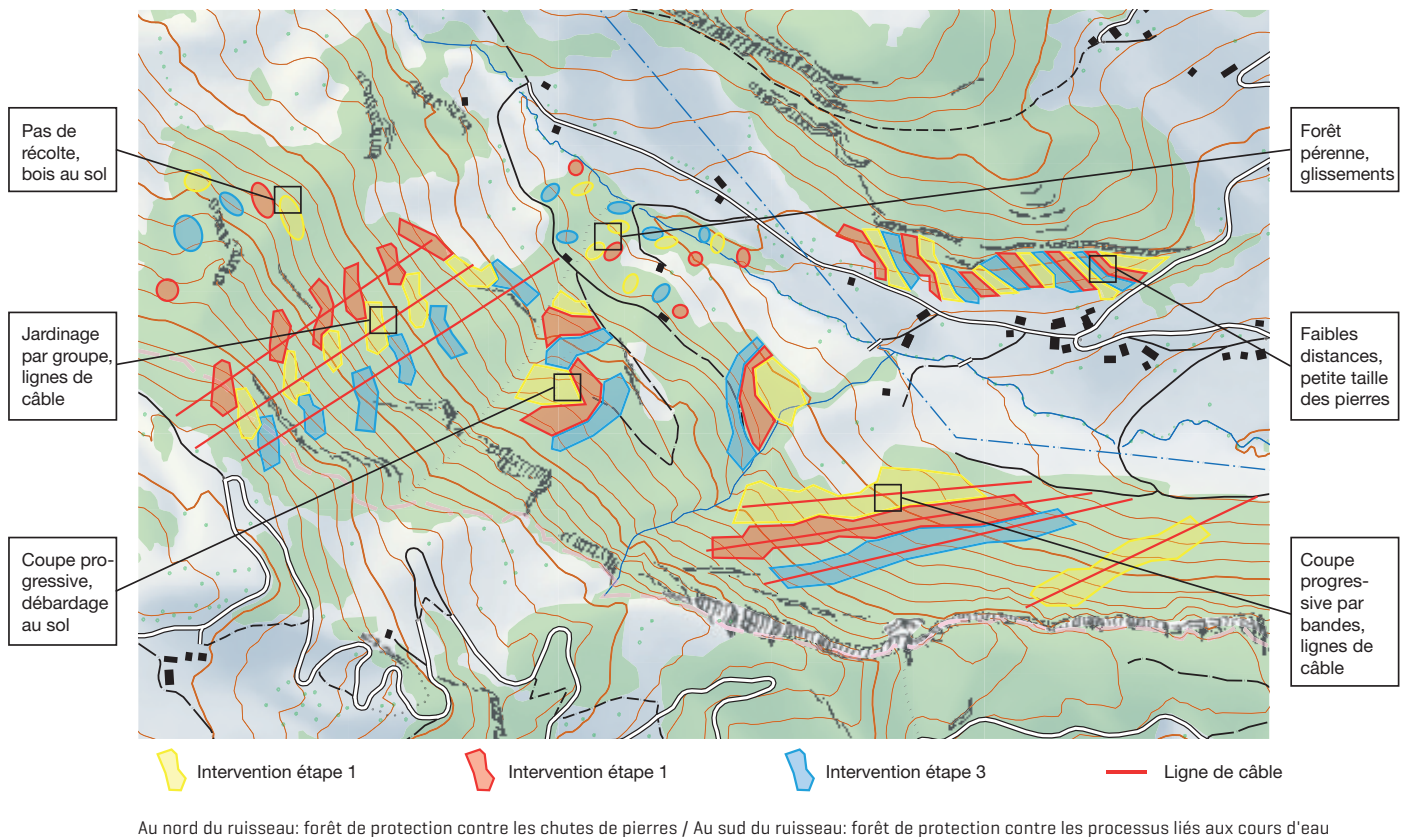 Pas de
récolte,
bois au sol
Jardinage
par groupe,
lignes de
câble
Coupe pro-
gressive,
débardage
au sol
Forêt
pérenne,
glissements
Faibles
distances,
petite taille
des pierres
Coupe
progres-
sive par
bandes,
lignes de
câble
Intervention étape 1
Intervention étape 1
Intervention étape 3
Ligne de câble
Au nord du ruisseau: forêt de protection contre les chutes de pierres / Au sud du ruisseau: forêt de protection contre les processus liés aux cours d'eau